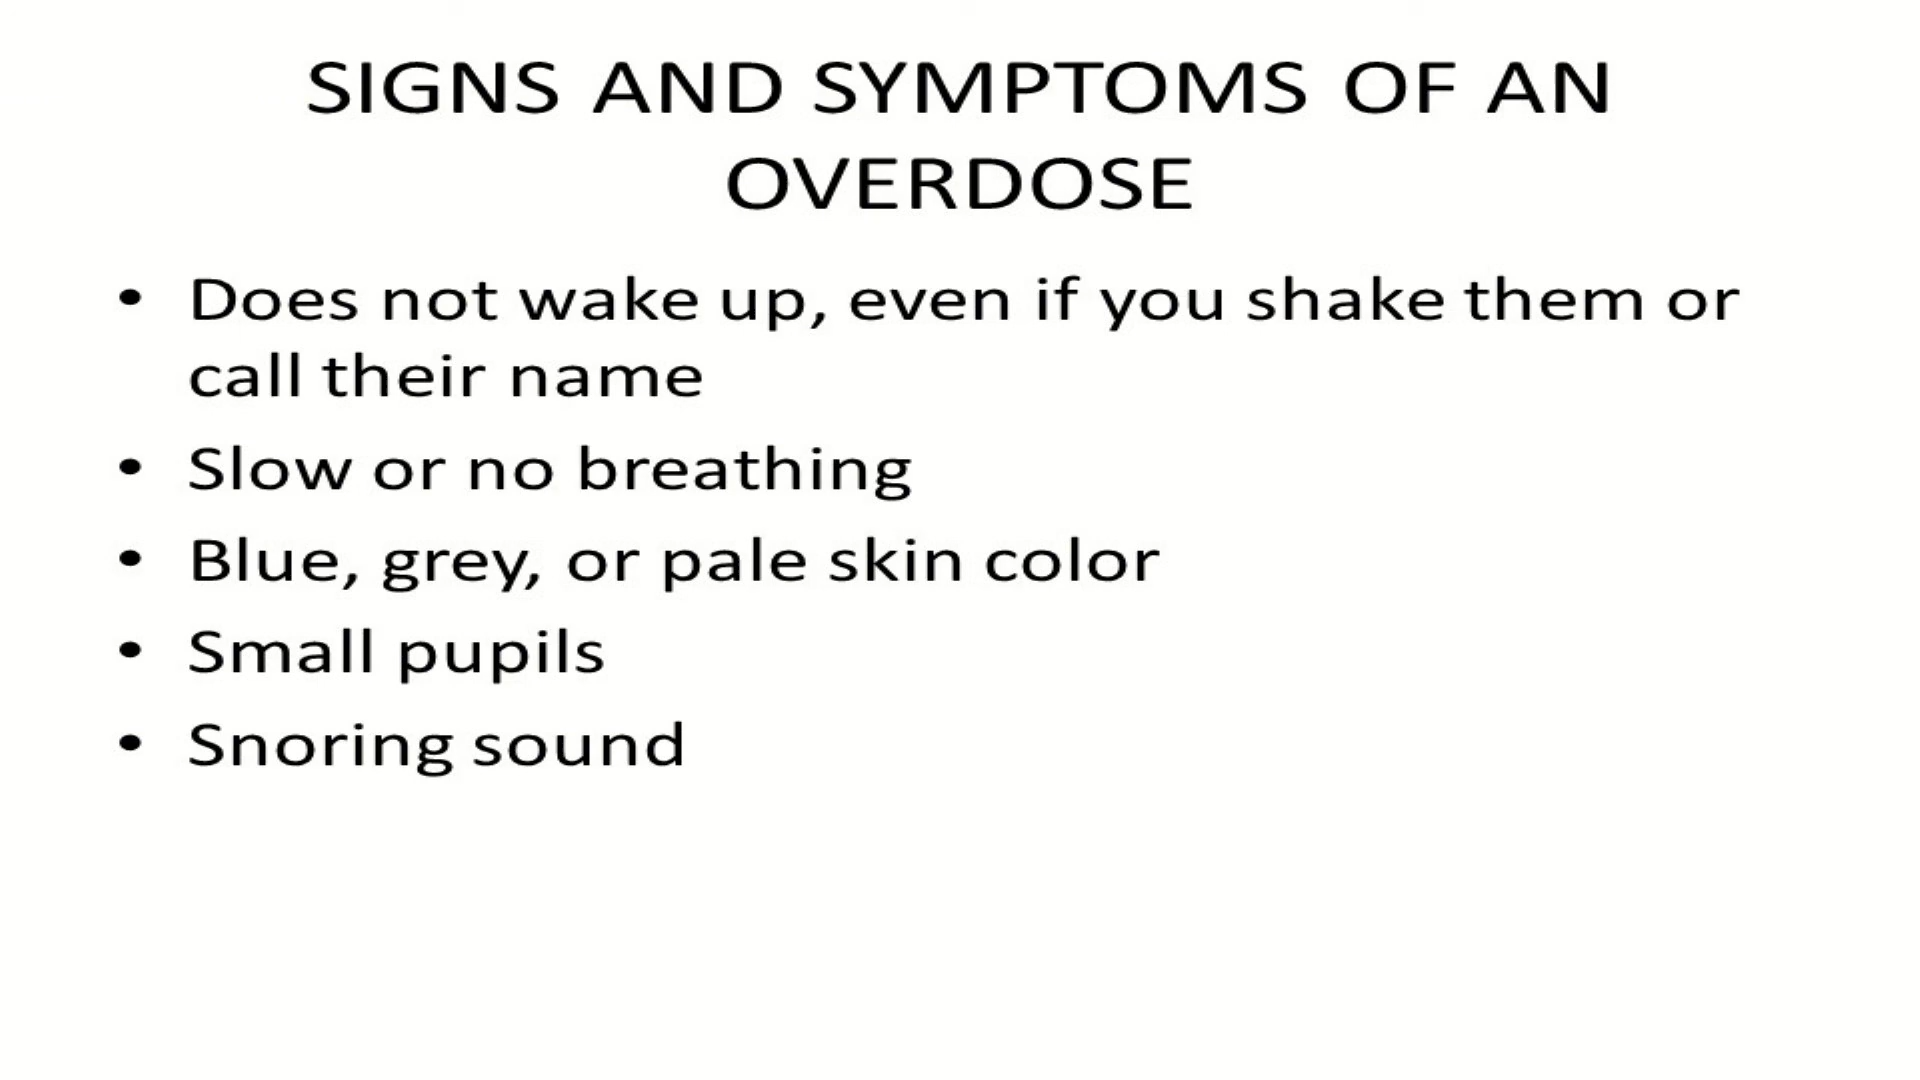 SIGNS AND SYMPTOMS OF AN
OVERDOSE
• Does not wake up, even if you shake them or
call their name
• Slow or no breathing
• Blue, grey, or pale skin color
• Small pupils
• Snoring sound